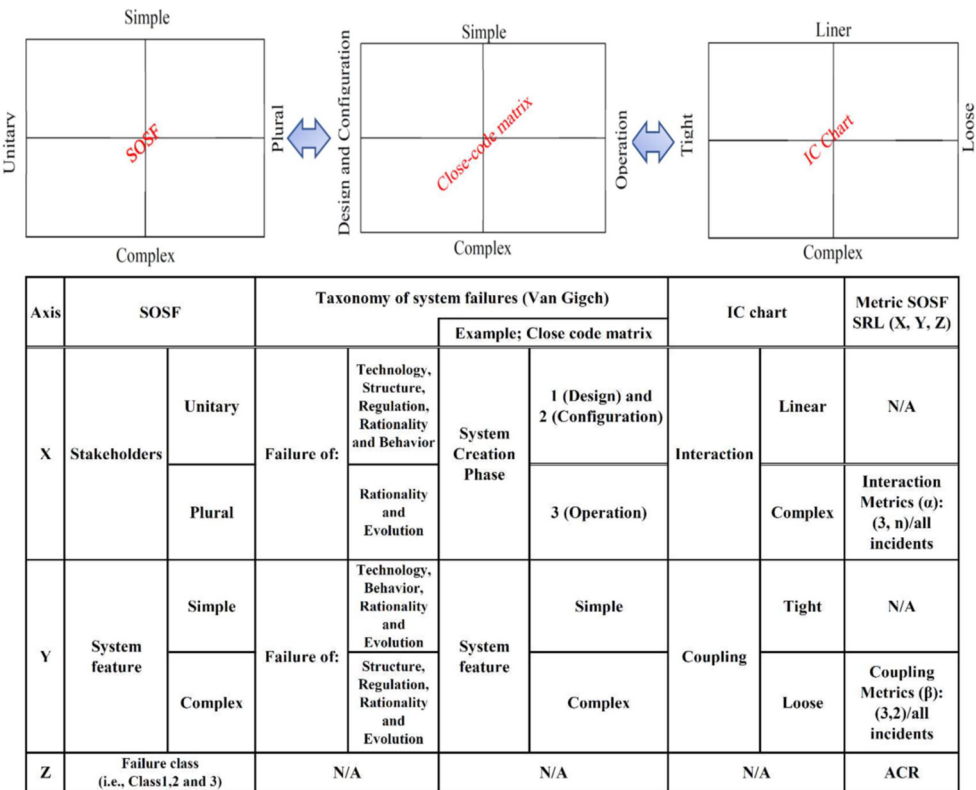 Simple
Unitary
SOSF
Plural
Complex
Design and Configuration
Simple
Close-code matrix
Operation
Complex
Liner
Tight
IC Chart
Loose
Complex
Axis
SOSF
Taxonomy of system failures (Van Gigch)
Example; Close code matrix
IC chart
Metric SOSF
SRL (X, Y, Z)
X
Stakeholders
Unitary
Failure of:
Technology,
Structure,
Regulation,
Rationality
and Behavior
System
Creation
Phase
1 (Design) and
2 (Configuration)
Interaction
Linear
N/A
Plural
Rationality
and
Evolution
3 (Operation)
Complex
Interaction
Metrics (α):
(3, n)/all
incidents
Y
System
feature
Simple
Failure of:
Technology,
Behavior,
Rationality
and
Evolution
System
feature
Simple
Coupling
Tight
N/A
Complex
Structure,
Regulation,
Rationality
and
Evolution
Complex
Loose
Coupling
Metrics (β):
(3,2)/all
incidents
Z
Failure class
(i.e., Class1,2 and 3)
N/A
N/A
N/A
ACR